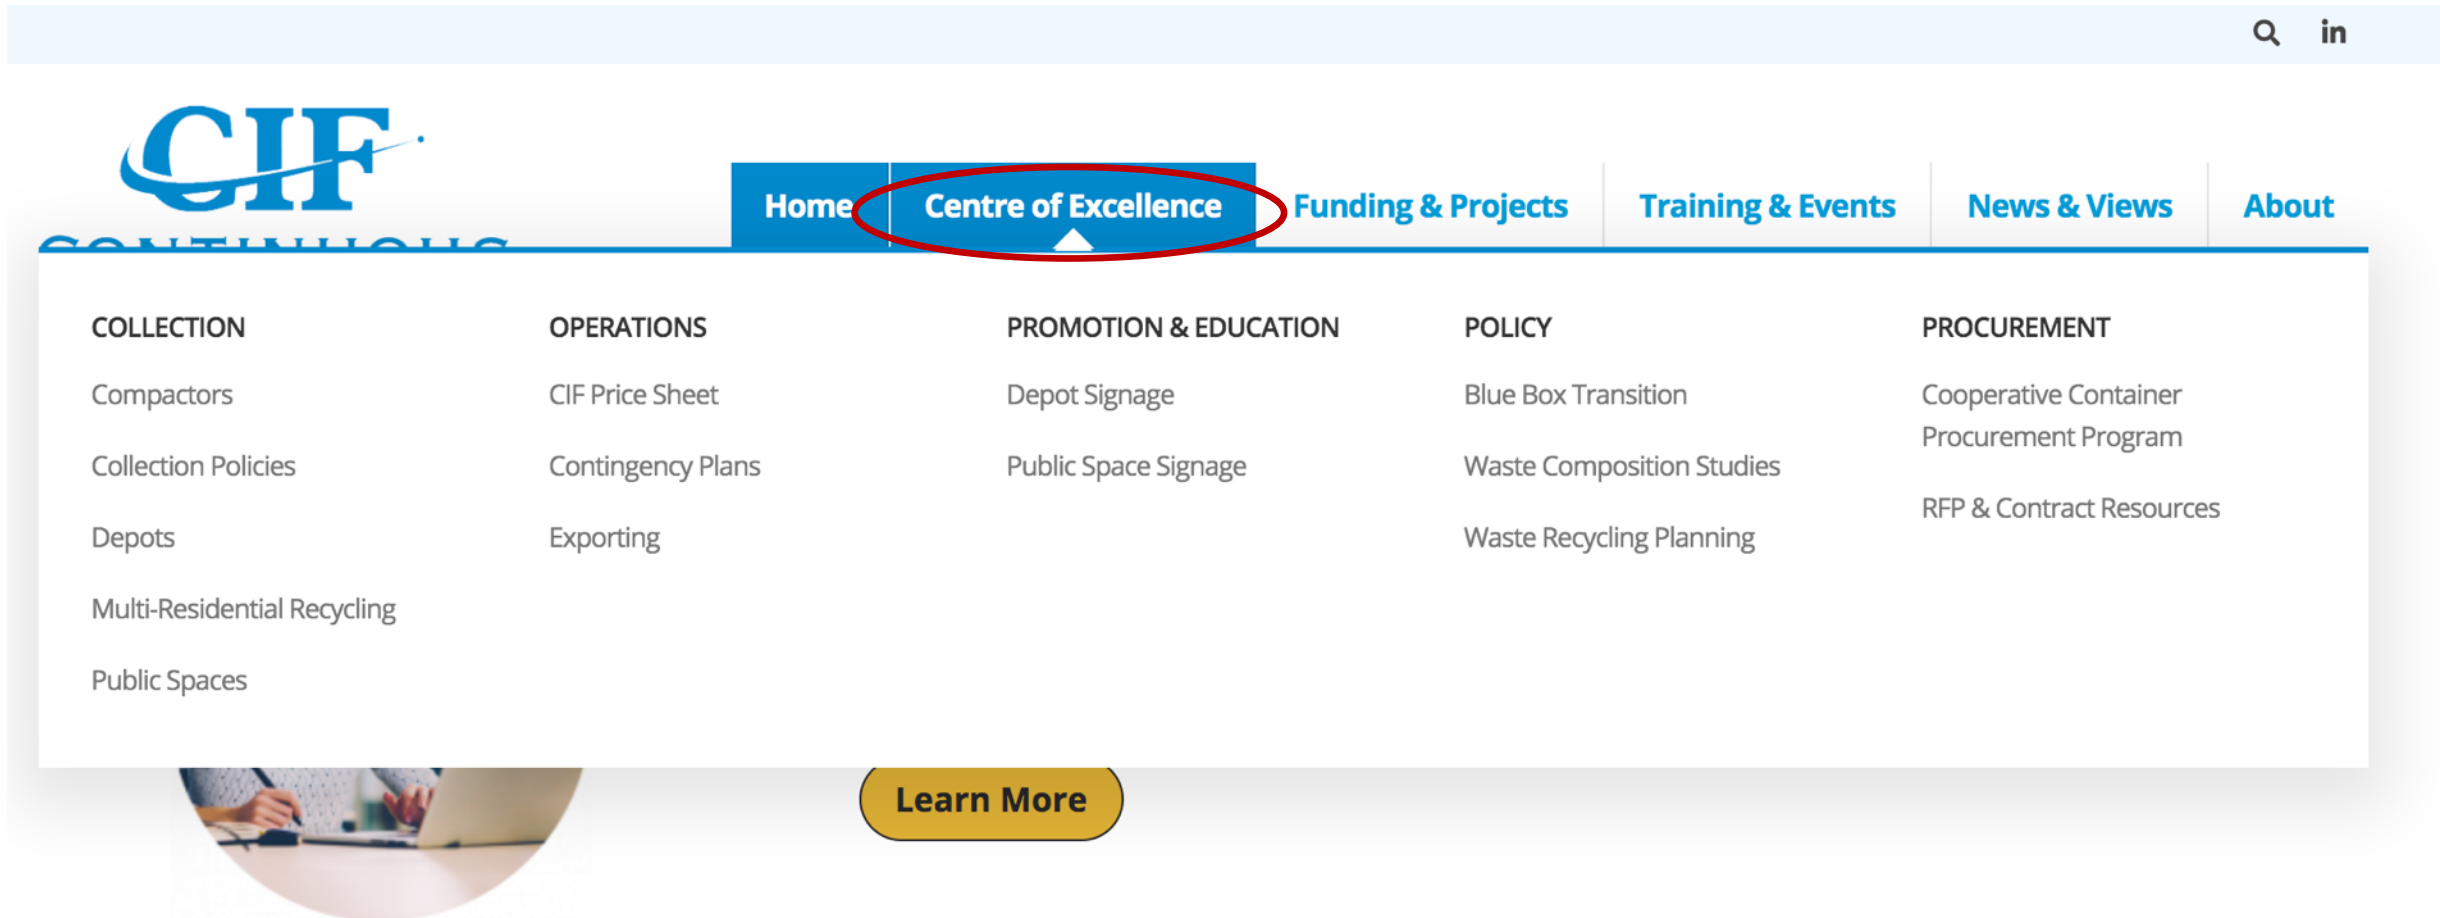 in
CIF
CONTINUOUS
Home
Centre of Excellence
Funding & Projects
Training & Events
News & Views
About
COLLECTION
Compactors
Collection Policies
Depots
Multi-Residential Recycling
Public Spaces
OPERATIONS
CIF Price Sheet
Contingency Plans
Exporting
PROMOTION & EDUCATION
Depot Signage
Public Space Signage
POLICY
Blue Box Transition
Waste Composition Studies
Waste Recycling Planning
PROCUREMENT
Cooperative Container
Procurement Program
RFP & Contract Resources
Learn More